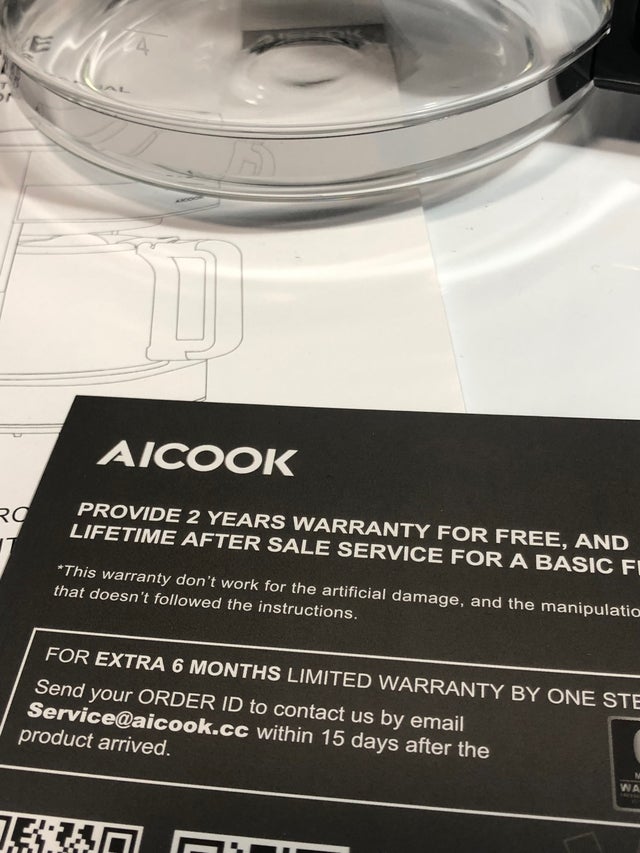 E
4
AICOOK
PROVIDE 2 YEARS WARRANTY FOR FREE, AND
LIFETIME AFTER SALE SERVICE FOR A BASIC
*This warranty don't work for the artificial damage, and the
that doesn't followed the instructions.
FOR EXTRA 6 MONTHS LIMITED WARRANTY BY ONE
Send your ORDER ID to contact us by email
Service@aicook.cc within 15 days after the
product arrived.